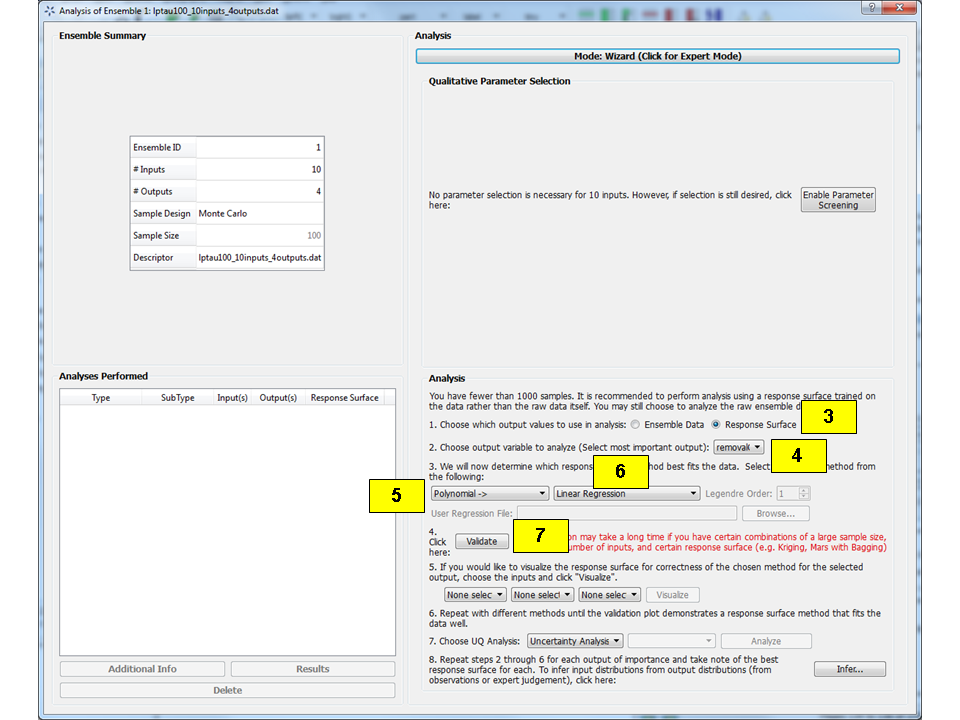 Analysis of Ensemble 1: lptau100_10inputs_4outputs.dat
Ensemble Summary
Ensemble ID 1
# Inputs 10
# Outputs 4
Sample Design Monte Carlo
Sample Size 100
Descriptor lptau100_10inputs_4outputs.dat
Analyses Performed
Type SubType Input(s) Output(s) Response Surface
Additional Info Results
Delete
Analysis
Mode: Wizard (Click for Expert Mode)
Qualitative Parameter Selection
No parameter selection is necessary for 10 inputs. However, if selection is still desired, click
here:
Enable Parameter
Screening
Analysis
You have fewer than 1000 samples. It is recommended to perform analysis using a response surface trained on
the data rather than the raw data itself. You may still choose to analyze the raw ensemble
1. Choose which output values to use in analysis: Ensemble Data Response Surface
3
2. Choose output variable to analyze (Select most important output):
4
3. We will now determine which method best fits the data. Select method from
the following:
6
5
Polynomial -> Linear Regression Legendre Order: 1
User Regression File: Browse...
4.
Click
here:
Validate
7
may take a long time if you have certain combinations of a large sample size,
inputs, and certain response surface (e.g. Kriging, Mars with Bagging)
5. If you would like to visualize the response surface for correctness of the chosen method for the selected
output, choose the inputs and click "Visualize".
None selec None select None selec Visualize
6. Repeat with different methods until the validation plot demonstrates a response surface method that fits the
data well.
7. Choose UQ Analysis: Uncertainty Analysis Analyze
8. Repeat steps 2 through 6 for each output of importance and take note of the best
response surface for each. To infer input distributions from output distributions (from
observations or expert judgement), click here:
Infer...